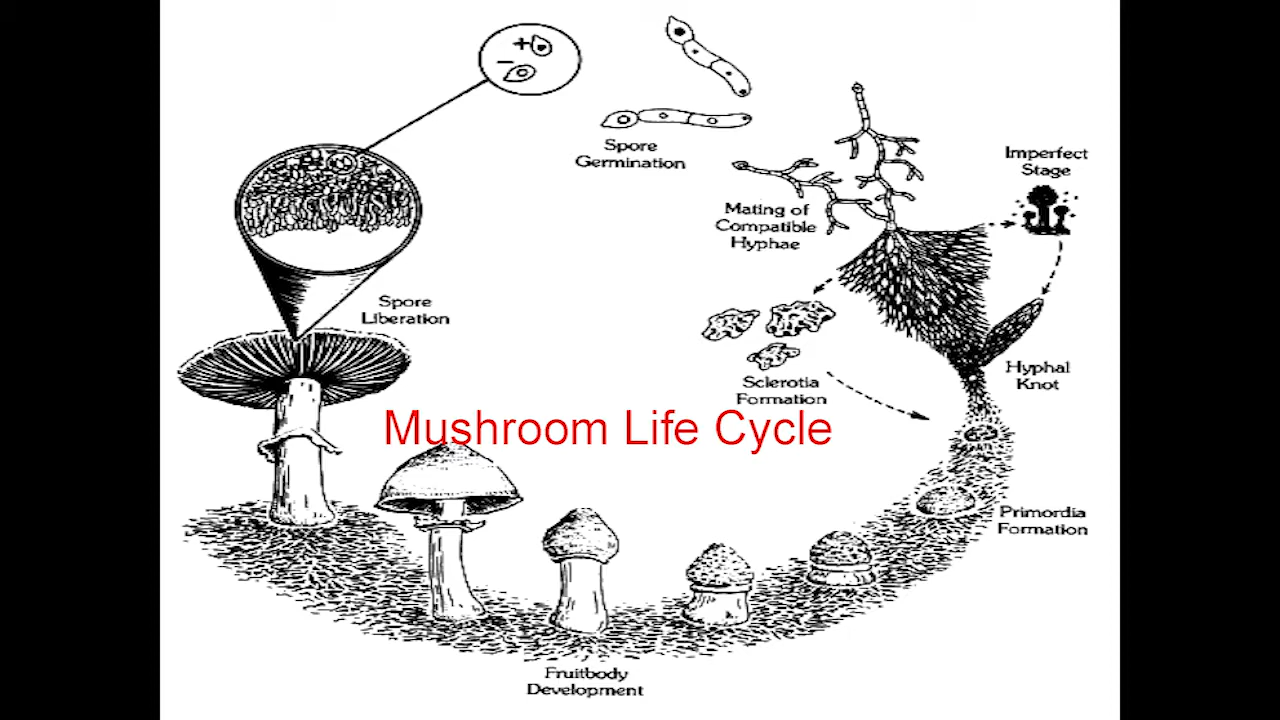 +
−
Spore
Germination
Imperfect
Stage
Mating of
Compatible
Hyphae
Spore
Liberation
Hyphal
Knot
Sclerotia
Formation
Mushroom Life Cycle
Primordia
Formation
Fruitbody
Development